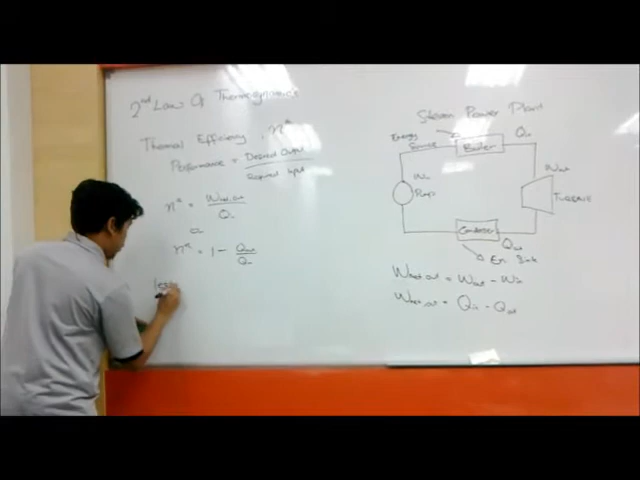 2nd Law Of Thermodynamics
Thermal Efficiency, η*
Performance = Desired Output
Required Input
η* = Wnet,out
Qin
or
η* = 1 - Qout
Qin
Less
Steam Power Plant
Energy
Source
Boiler
Qin
Win
Pump
Wout
TURBINE
Condenser
Qout
Sink
Wnet,out = Wout - Win
Wnet,out = Qin - Qout